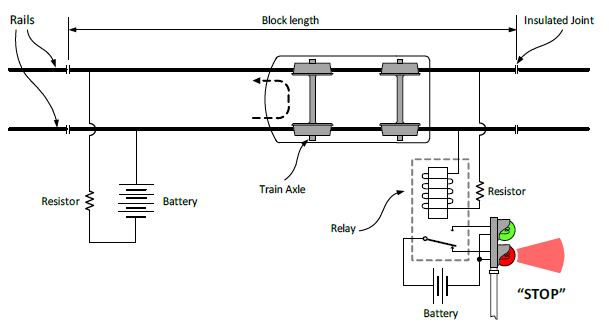 Rails
Block length
Insulated Joint
Train Axle
Resistor
Battery
Resistor
Relay
Battery
“STOP”